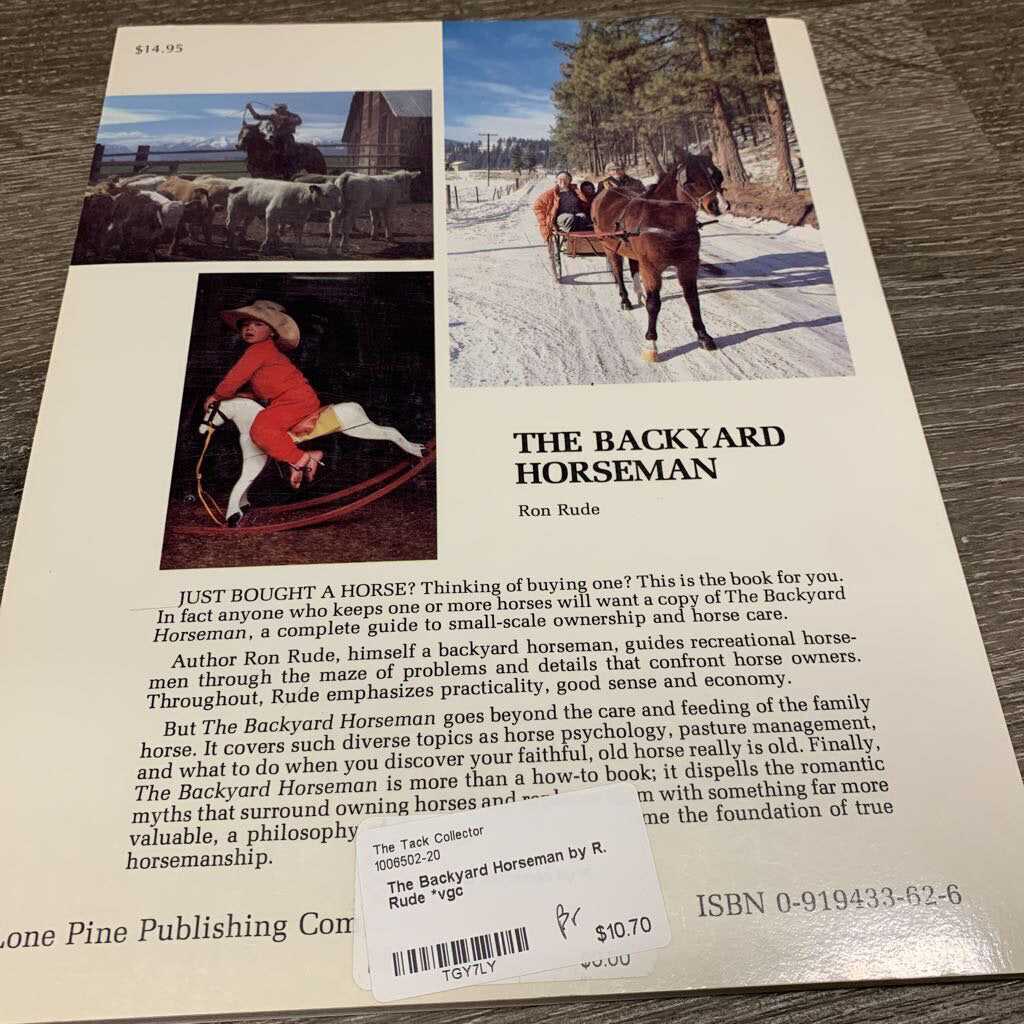 $14.95
THE BACKYARD
HORSEMAN
Ron Rude
JUST BOUGHT A HORSE? Thinking of buying one? This is the book for you.
In fact anyone who keeps one or more horses will want a copy of The Backyard
Horseman, a complete guide to small-scale ownership and horse care.
Author Ron Rude, himself a backyard horseman, guides recreational horse-
men through the maze of problems and details that confront horse owners.
Throughout, Rude emphasizes practicality, good sense and economy.
But The Backyard Horseman goes beyond the care and feeding of the family
horse. It covers such diverse topics as horse psychology, pasture management,
and what to do when you discover your faithful, old horse really is old. Finally,
The Backyard Horseman is more than a how-to book; it dispells the romantic
myths that surround owning horses and with something far more
valuable, a philosophy the foundation of true
horsemanship.
The Tack Collector
1006502-20
The Backyard Horseman by R.
Rude *vgc
$10.70
TGY7LY
Lone Pine Publishing
ISBN 0-919433-62-6